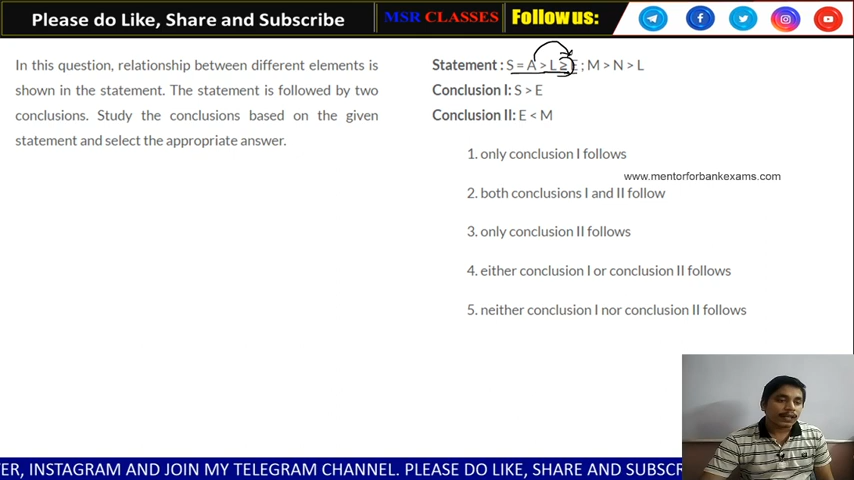 Please do Like, Share and Subscribe
MSR CLASSES
Follow us:
In this question, relationship between different elements is
shown in the statement. The statement is followed by two
conclusions. Study the conclusions based on the given
statement and select the appropriate answer.
Statement : S = A > L ≥ E ; M > N > L
Conclusion I: S > E
Conclusion II: E < M
1. only conclusion I follows
www.mentorforbankexams.com
2. both conclusions I and II follow
3. only conclusion II follows
4. either conclusion I or conclusion II follows
5. neither conclusion I nor conclusion II follows
TER, INSTAGRAM AND JOIN MY TELEGRAM CHANNEL. PLEASE DO LIKE, SHARE AND SUBSCR